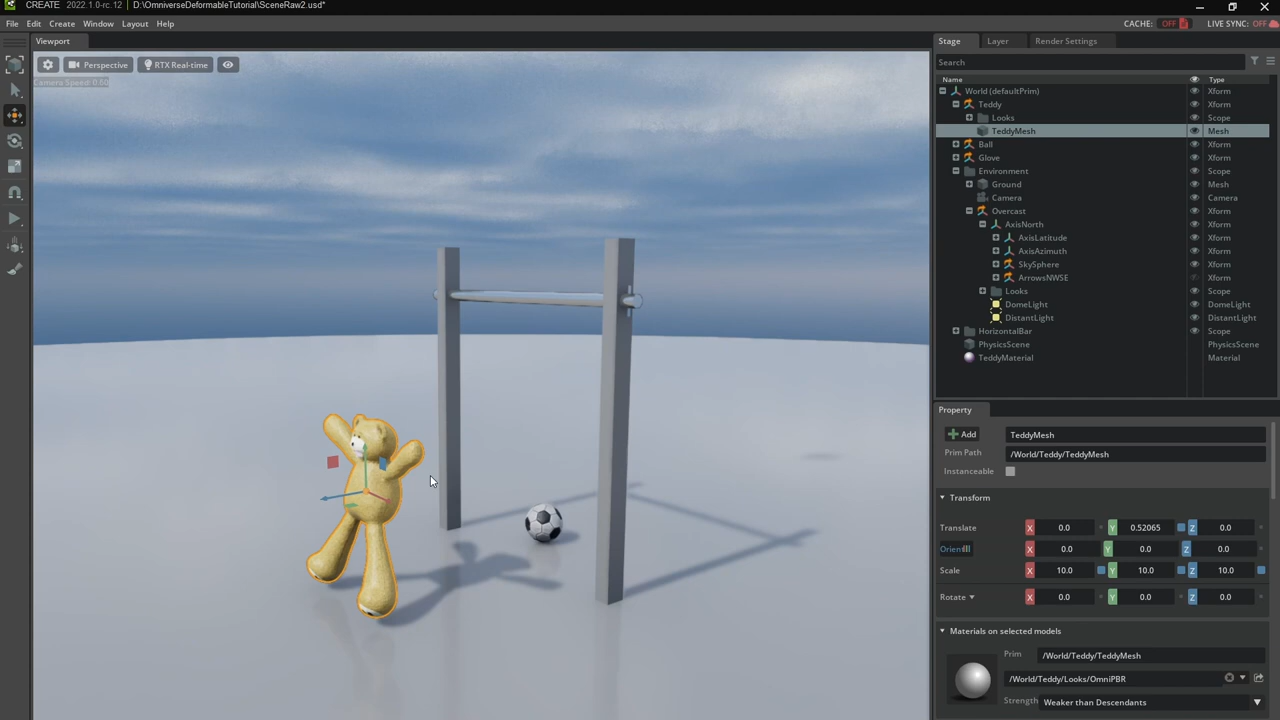 CREATE 2022.1.0-rc.12 D:\OmniverseDeformableTutorial\SceneRaw2.usd*
File Edit Create Window Layout Help
CACHE: OFF LIVE SYNC: OFF
Viewport
Perspective RTX Real-time
Camera Speed: 0.60
Stage Layer Render Settings
Search
Name Type
World (defaultPrim) Xform
Teddy Xform
Looks Scope
TeddyMesh Mesh
Ball Xform
Glove Xform
Environment Scope
Ground Mesh
Camera Camera
Overcast Xform
AxisNorth Xform
AxisLatitude Xform
AxisAzimuth Xform
SkySphere Xform
ArrowsNWSE Xform
Looks Scope
DomeLight DomeLight
DistantLight DistantLight
HorizontalBar Scope
PhysicsScene PhysicsScene
TeddyMaterial Material
Property
Add TeddyMesh
Prim Path /World/Teddy/TeddyMesh
Instanceable
Transform
Translate X 0.0 Y 0.52065 Z 0.0
Orient X 0.0 Y 0.0 Z 0.0
Scale X 10.0 Y 10.0 Z 10.0
Rotate X 0.0 Y 0.0 Z 0.0
Materials on selected models
Prim /World/Teddy/TeddyMesh
/World/Teddy/Looks/OmniPBR
Strength Weaker than Descendants